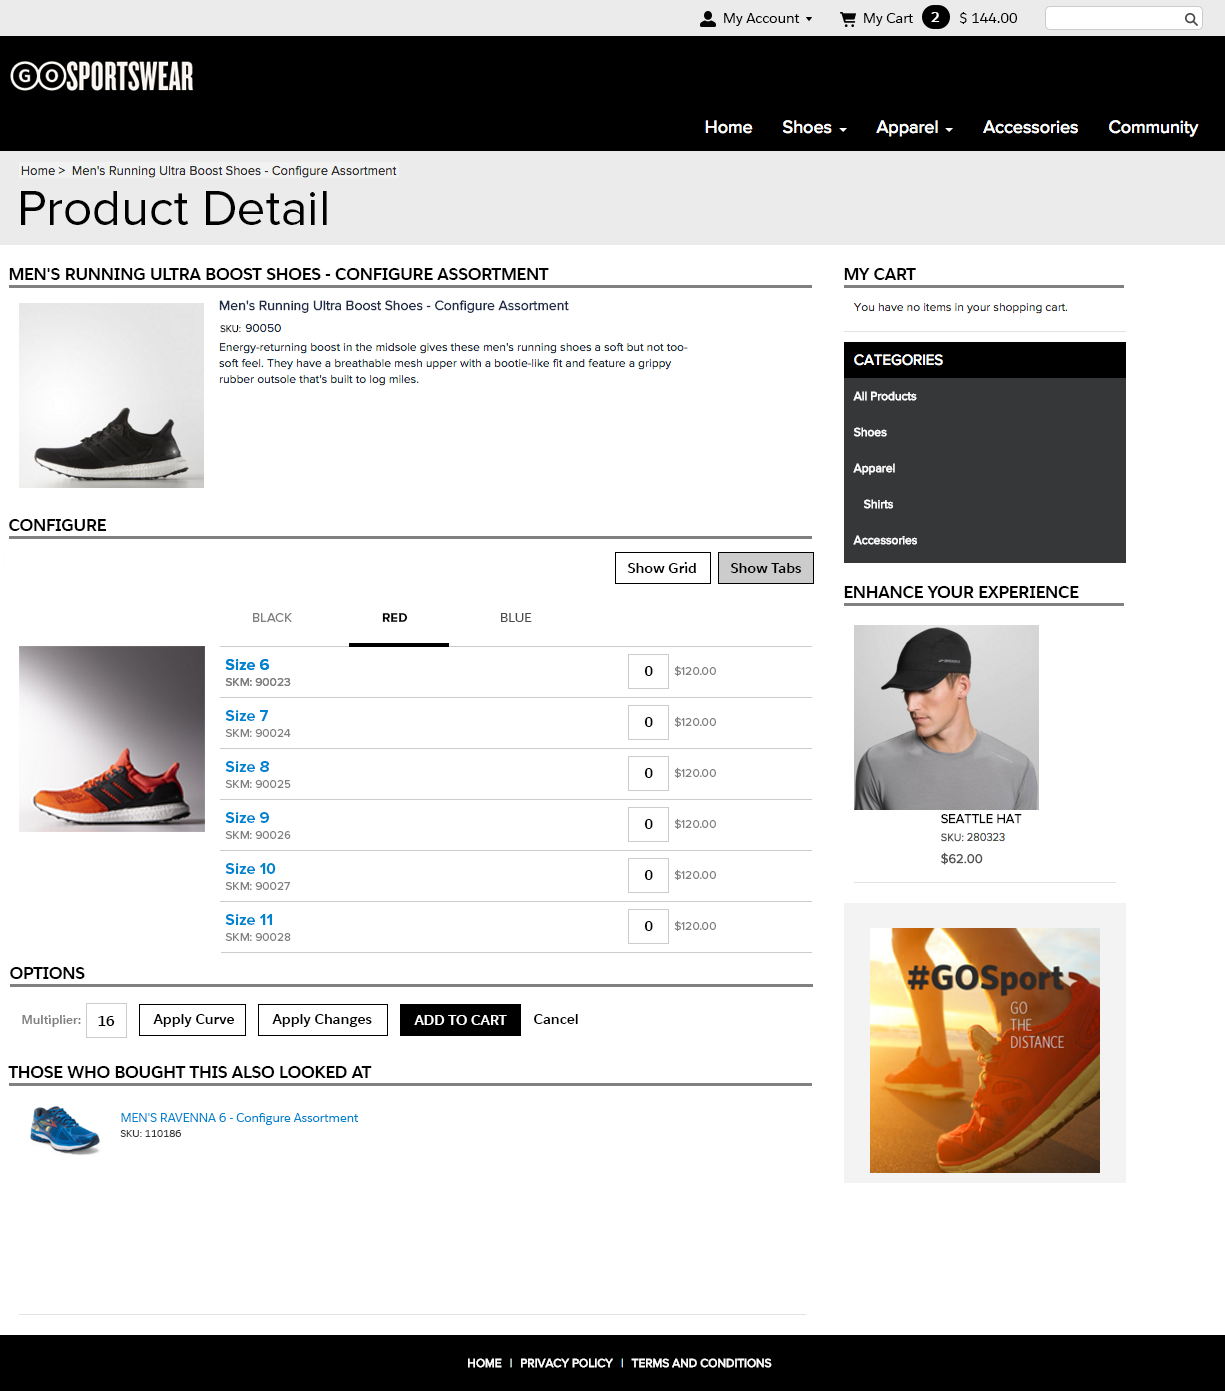 My Account
My Cart 2 $ 144.00
GO SPORTSWEAR
Home Shoes Apparel Accessories Community
Home > Men's Running Ultra Boost Shoes - Configure Assortment
Product Detail
MEN'S RUNNING ULTRA BOOST SHOES - CONFIGURE ASSORTMENT
Men's Running Ultra Boost Shoes - Configure Assortment
SKU: 90050
Energy-returning boost in the midsole gives these men's running shoes a soft but not too-
soft feel. They have a breathable mesh upper with a bootie-like fit and feature a grippy
rubber outsole that's built to log miles.
CONFIGURE
Show Grid Show Tabs
BLACK RED BLUE
Size 6
SKM: 90023
0 $120.00
Size 7
SKM: 90024
0 $120.00
Size 8
SKM: 90025
0 $120.00
Size 9
SKM: 90026
0 $120.00
Size 10
SKM: 90027
0 $120.00
Size 11
SKM: 90028
0 $120.00
OPTIONS
Multiplier: 16 Apply Curve Apply Changes ADD TO CART Cancel
THOSE WHO BOUGHT THIS ALSO LOOKED AT
MEN'S RAVENNA 6 - Configure Assortment
SKU: 110186
MY CART
You have no items in your shopping cart.
CATEGORIES
All Products
Shoes
Apparel
Shirts
Accessories
ENHANCE YOUR EXPERIENCE
SEATTLE HAT
SKU: 280323
$62.00
#GOSport
GO
THE
DISTANCE
HOME | PRIVACY POLICY | TERMS AND CONDITIONS